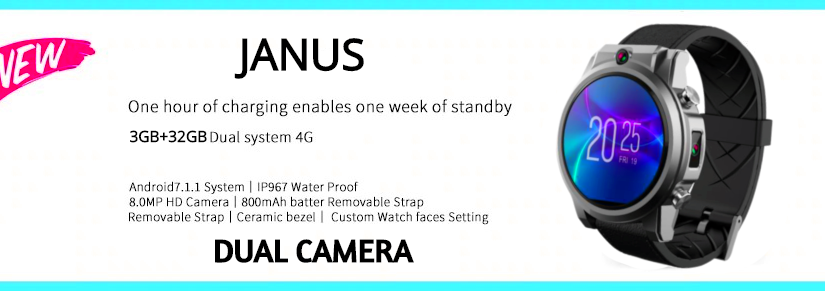 NEW
JANUS
One hour of charging enables one week of standby
3GB+32GB Dual system 4G
Android7.1.1 System | IP967 Water Proof
8.0MP HD Camera | 800mAh batter Removable Strap
Removable Strap | Ceramic bezel | Custom Watch faces Setting
DUAL CAMERA
20 25
FRI 19